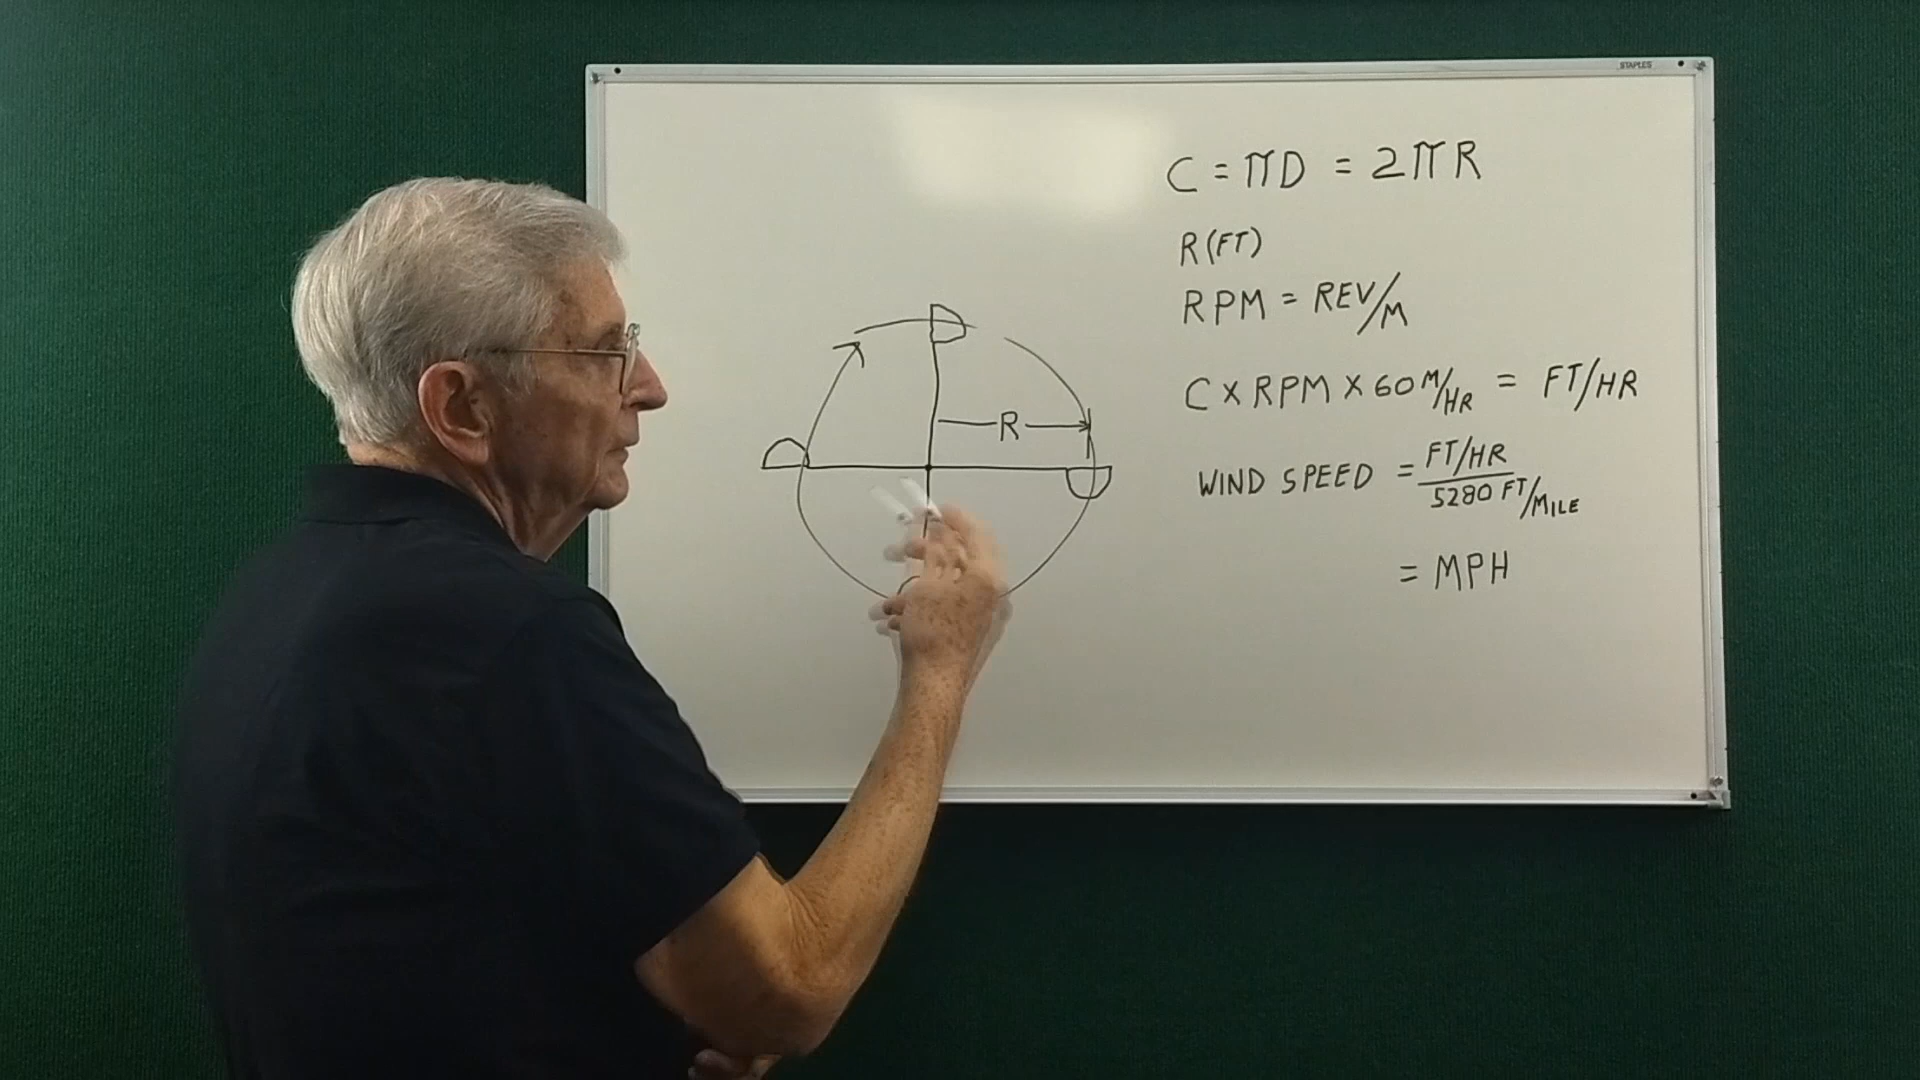 STAPLES
C = πD = 2πR
R (FT)
RPM = REV/M
R
C x RPM x 60 M/HR = FT/HR
WIND SPEED = FT/HR
5280 FT/MILE
= MPH